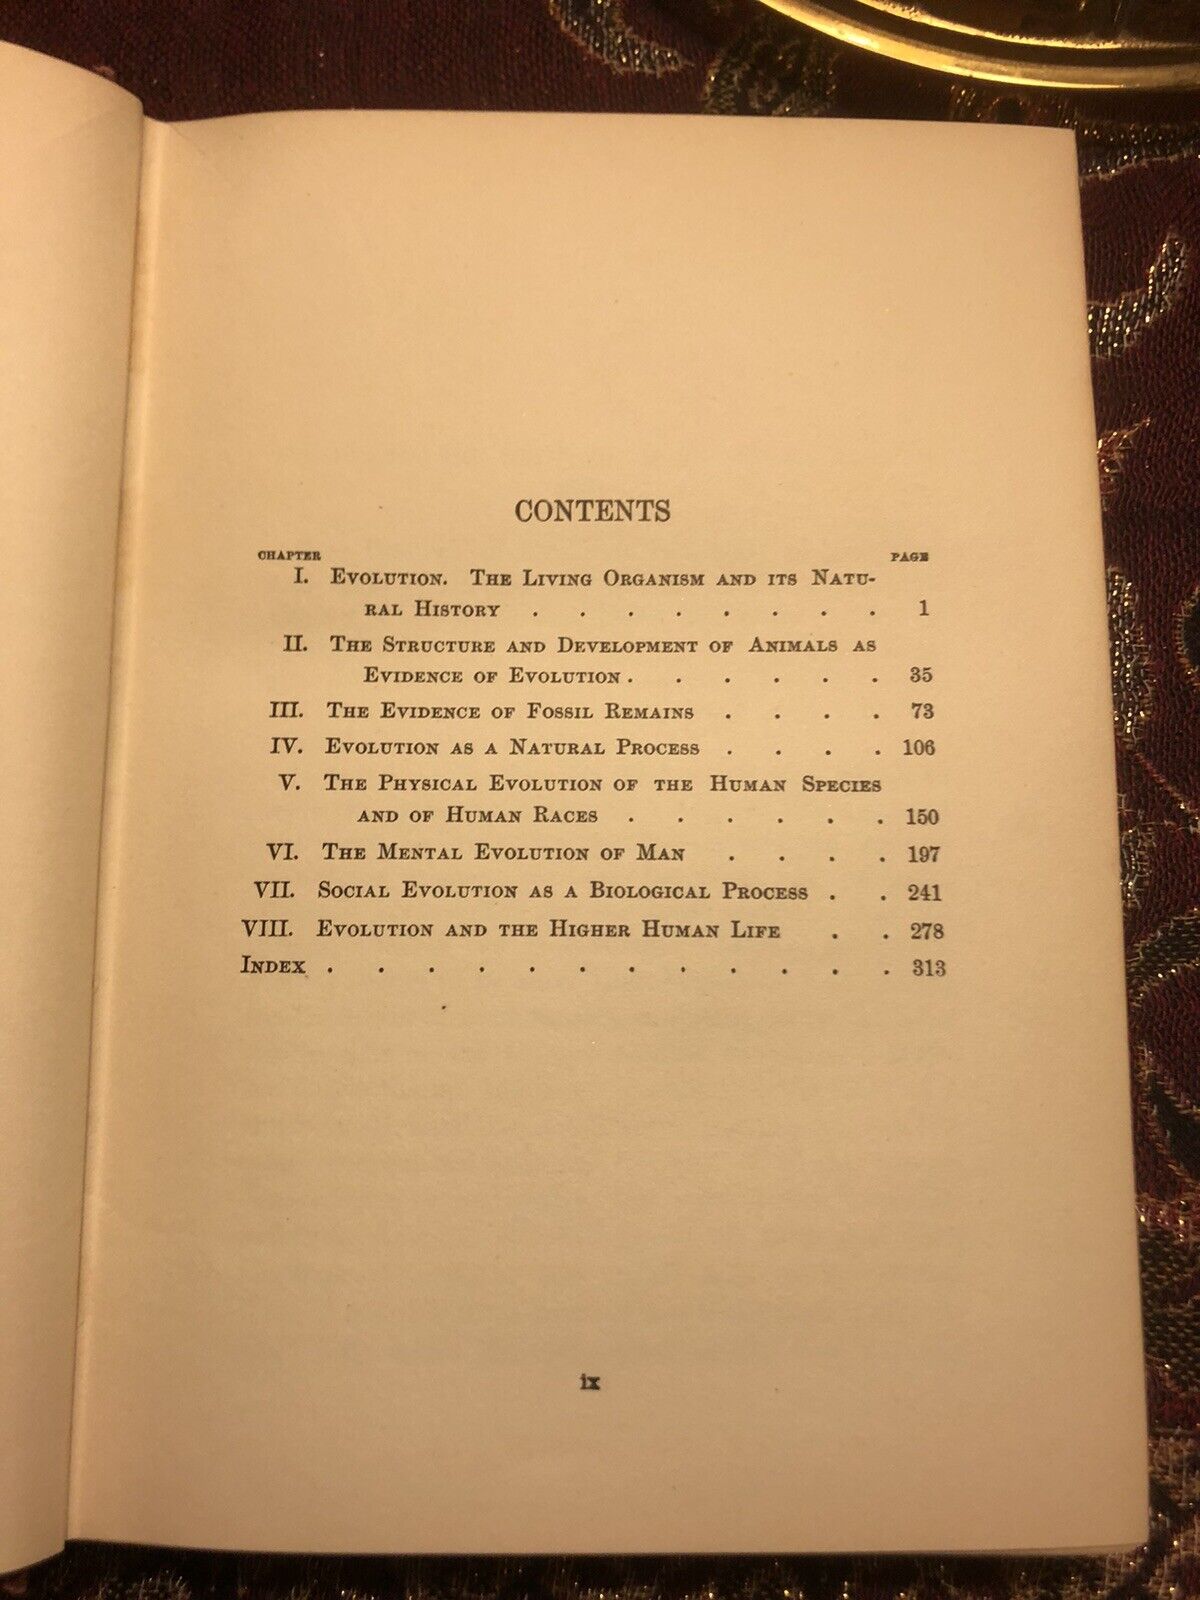 CONTENTS
CHAPTER PAGE
I. EVOLUTION. THE LIVING ORGANISM AND ITS NATU-
RAL HISTORY . . . . . . . . 1
II. THE STRUCTURE AND DEVELOPMENT OF ANIMALS AS
EVIDENCE OF EVOLUTION . . . . . . 35
III. THE EVIDENCE OF FOSSIL REMAINS . . . . 73
IV. EVOLUTION AS A NATURAL PROCESS . . . . 106
V. THE PHYSICAL EVOLUTION OF THE HUMAN SPECIES
AND OF HUMAN RACES . . . . . . 150
VI. THE MENTAL EVOLUTION OF MAN . . . . 197
VII. SOCIAL EVOLUTION AS A BIOLOGICAL PROCESS . . 241
VIII. EVOLUTION AND THE HIGHER HUMAN LIFE . . 278
INDEX . . . . . . . . . . . . 313
ix